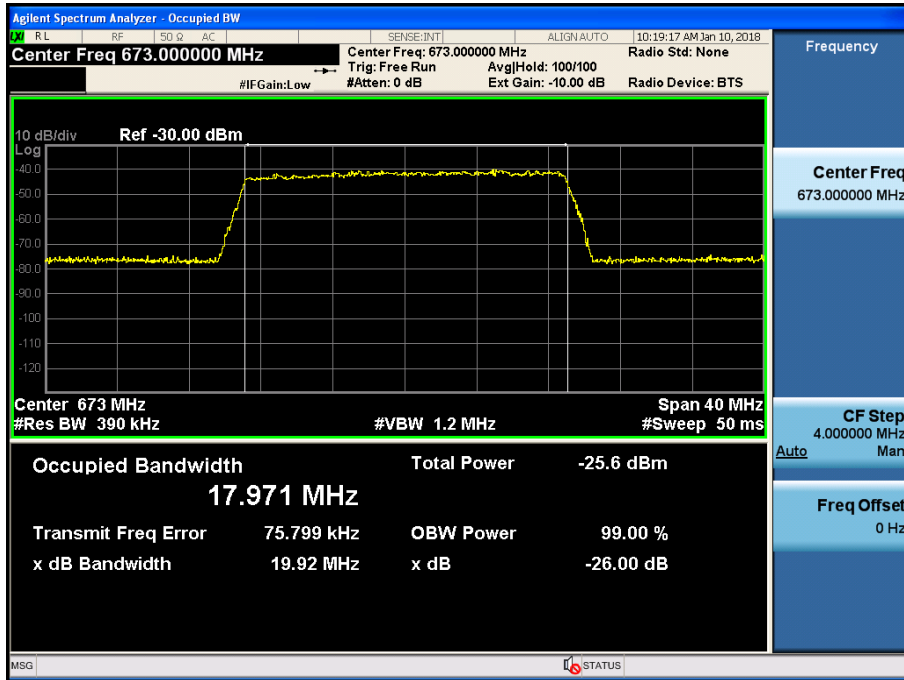 Agilent Spectrum Analyzer - Occupied BW
LXI RL RF 50 Ω AC SENSE:INT ALIGN AUTO 10:19:17 AM Jan 10, 2018
Center Freq 673.000000 MHz
#IFGain:Low
Center Freq: 673.000000 MHz
Trig: Free Run Avg|Hold: 100/100
#Atten: 0 dB Ext Gain: -10.00 dB
Radio Std: None
Radio Device: BTS
10 dB/div Ref -30.00 dBm
Log
-40.0
-50.0
-60.0
-70.0
-80.0
-90.0
-100
-110
-120
Center 673 MHz Span 40 MHz
#Res BW 390 kHz #VBW 1.2 MHz #Sweep 50 ms
Occupied Bandwidth Total Power -25.6 dBm
17.971 MHz
Transmit Freq Error 75.799 kHz OBW Power 99.00 %
x dB Bandwidth 19.92 MHz x dB -26.00 dB
MSG STATUS
Frequency
Center Freq
673.000000 MHz
CF Step
4.000000 MHz
Auto Man
Freq Offset
0 Hz